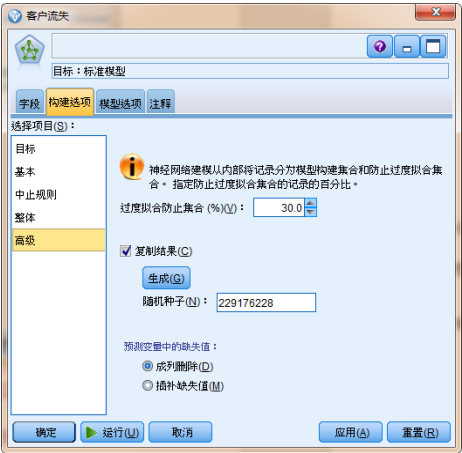 客户流失
目标：标准模型
字段 构建选项 模型选项 注释
选择项目(S)：
目标
基本
中止规则
整体
高级
神经网络建模从内部将记录分为模型构建集合和防止过度拟合集
合。指定防止过度拟合集合的记录的百分比。
过度拟合防止集合 (%)(V)： 30.0
复制结果(C)
生成(G)
随机种子(N)： 229176228
预测变量中的缺失值：
成列删除(D)
插补缺失值(M)
确定 运行(U) 取消 应用(A) 重置(R)